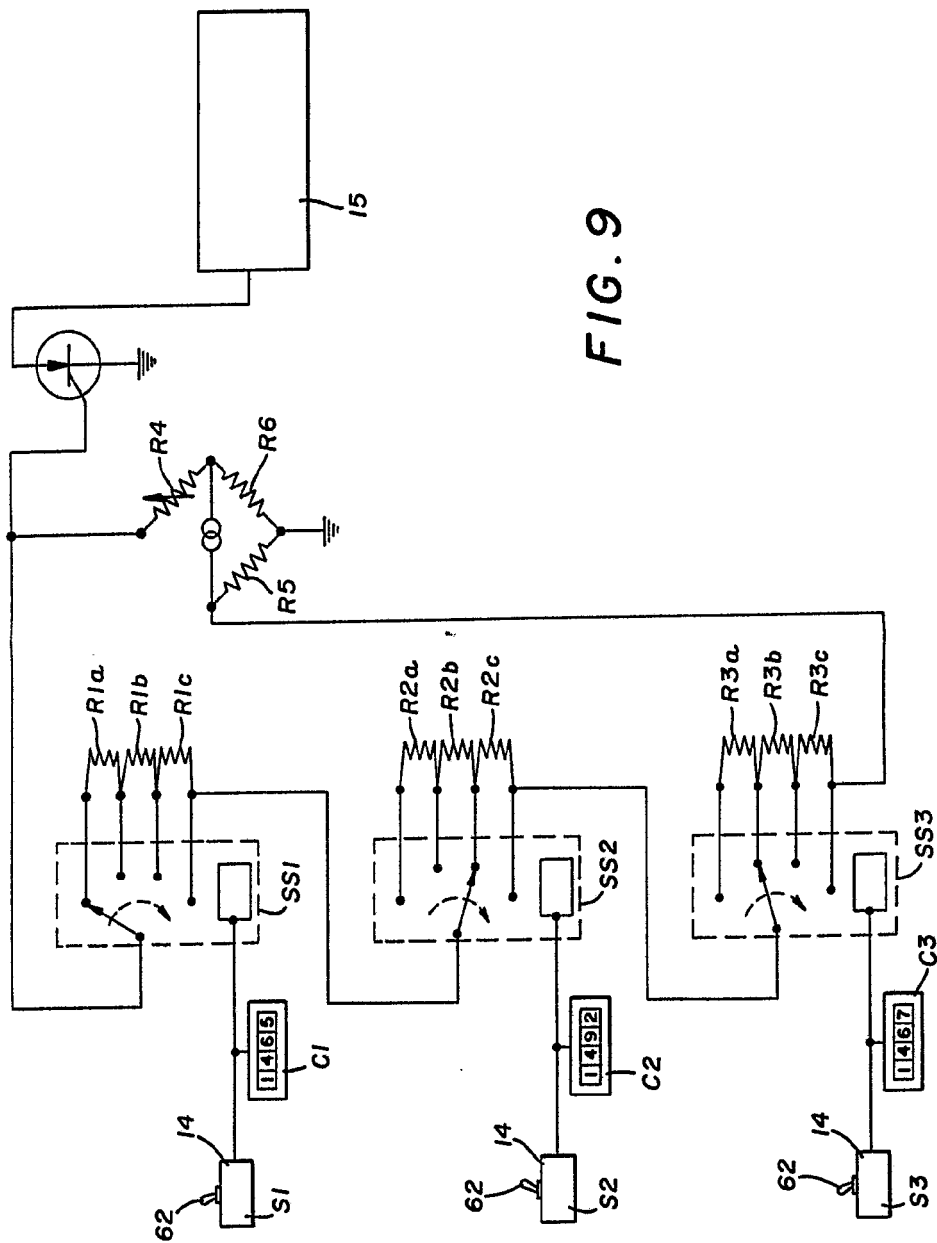 15
FIG. 9
R4
R6
R5
R1a
R1b
R1c
R2a
R2b
R2c
R3a
R3b
R3c
SS1
SS2
SS3
1465
C1
1492
C2
1467
C3
14
62
S1
14
62
S2
14
62
S3